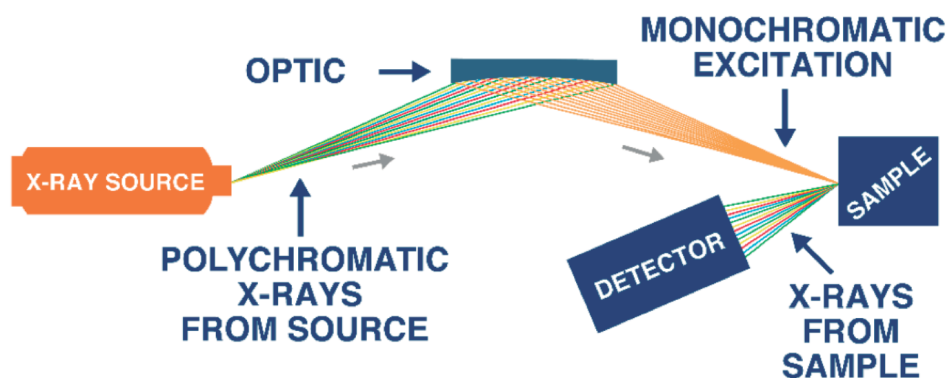 MONOCHROMATIC
EXCITATION
OPTIC
X-RAY SOURCE
SAMPLE
POLYCHROMATIC
X-RAYS
FROM SOURCE
DETECTOR
X-RAYS
FROM
SAMPLE